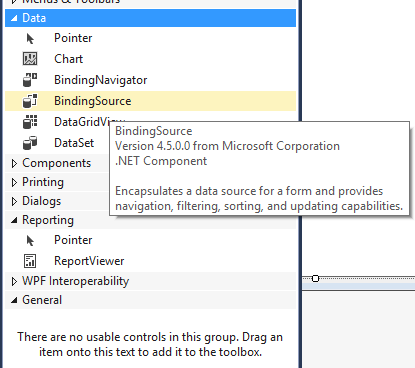 Menus & Toolbars
Data
Pointer
Chart
BindingNavigator
BindingSource
DataGridView
DataSet
BindingSource
Version 4.5.0.0 from Microsoft Corporation
.NET Component
Encapsulates a data source for a form and provides
navigation, filtering, sorting, and updating capabilities.
Components
Printing
Dialogs
Reporting
Pointer
ReportViewer
WPF Interoperability
General
There are no usable controls in this group. Drag an
item onto this text to add it to the toolbox.